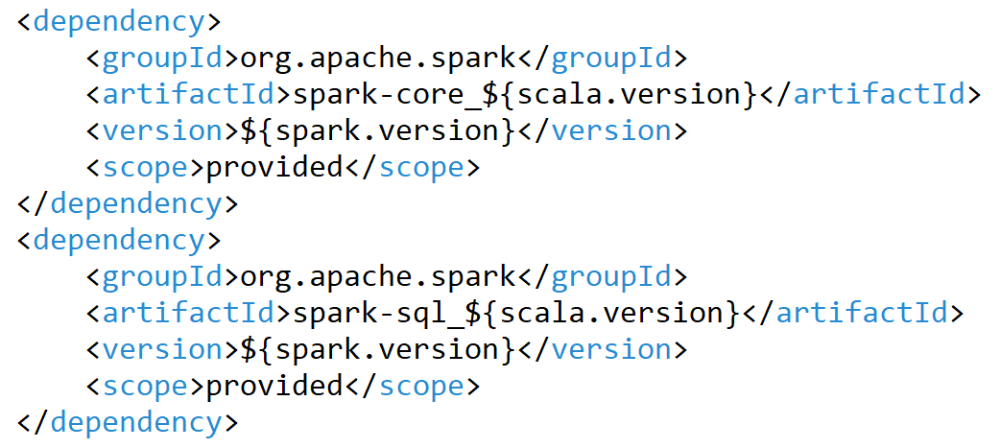 <dependency>
    <groupId>org.apache.spark</groupId>
    <artifactId>spark-core_${scala.version}</artifactId>
    <version>${spark.version}</version>
    <scope>provided</scope>
</dependency>
<dependency>
    <groupId>org.apache.spark</groupId>
    <artifactId>spark-sql_${scala.version}</artifactId>
    <version>${spark.version}</version>
    <scope>provided</scope>
</dependency>